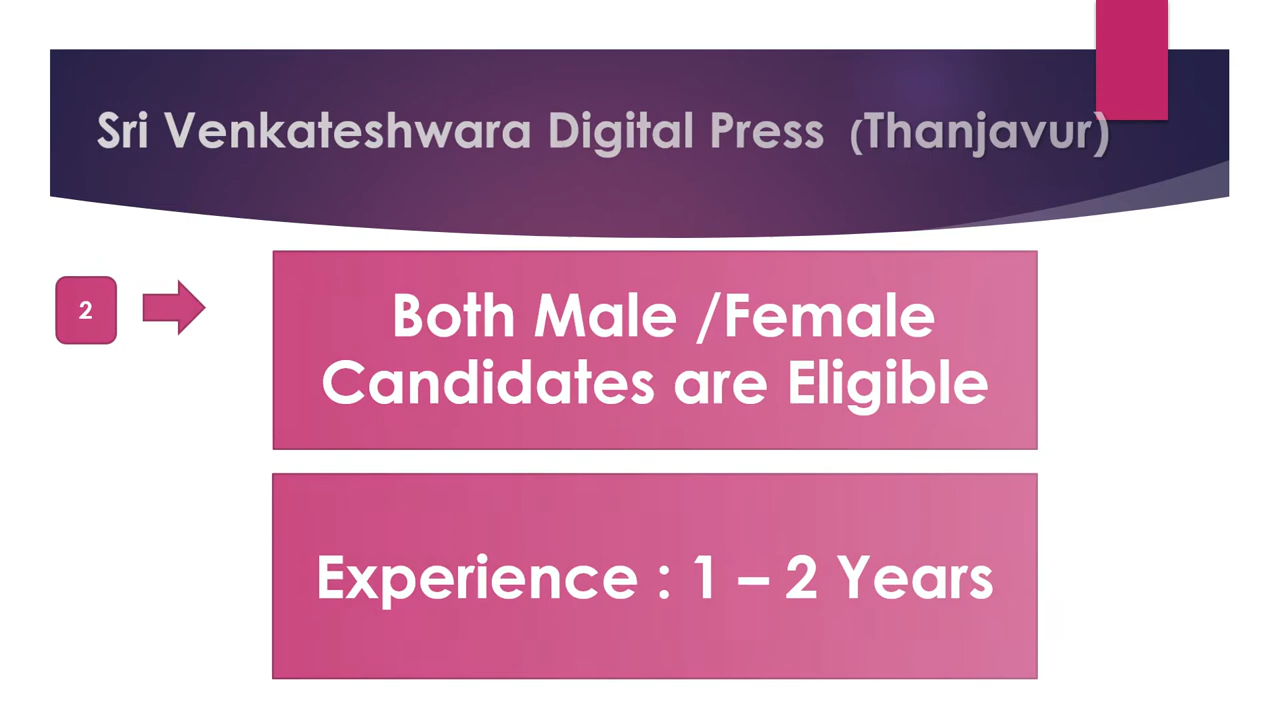 Sri Venkateshwara Digital Press (Thanjavur)
2
Both Male /Female
Candidates are Eligible
Experience : 1 – 2 Years